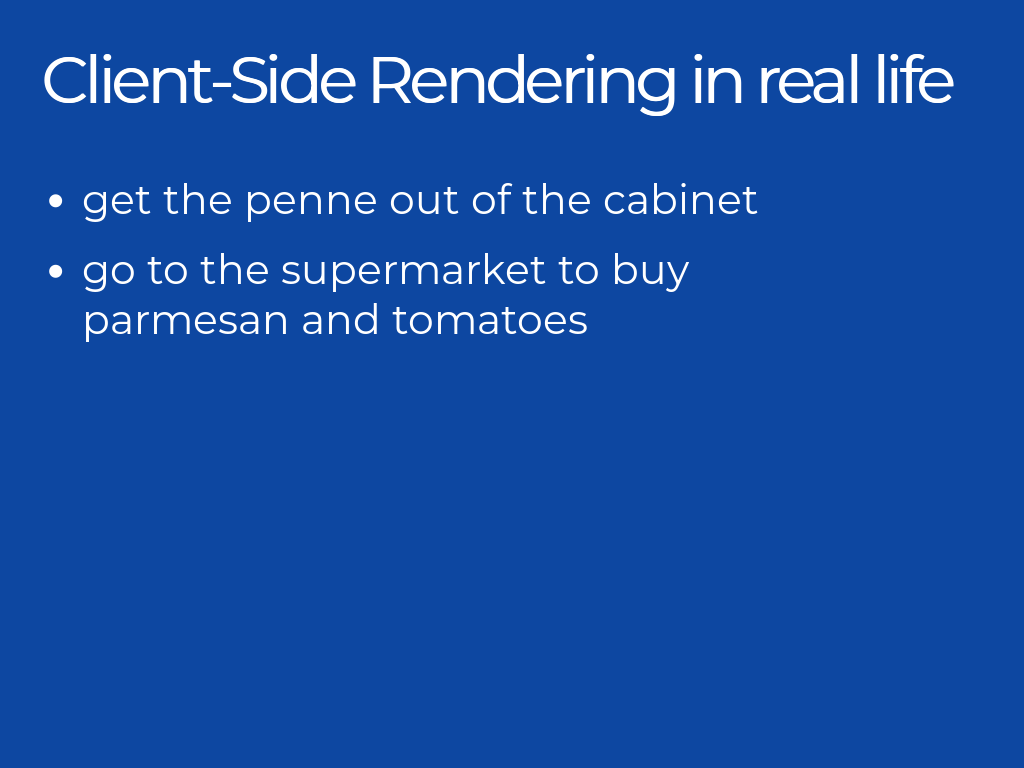 Client-Side Rendering in real life
• get the penne out of the cabinet
• go to the supermarket to buy
parmesan and tomatoes